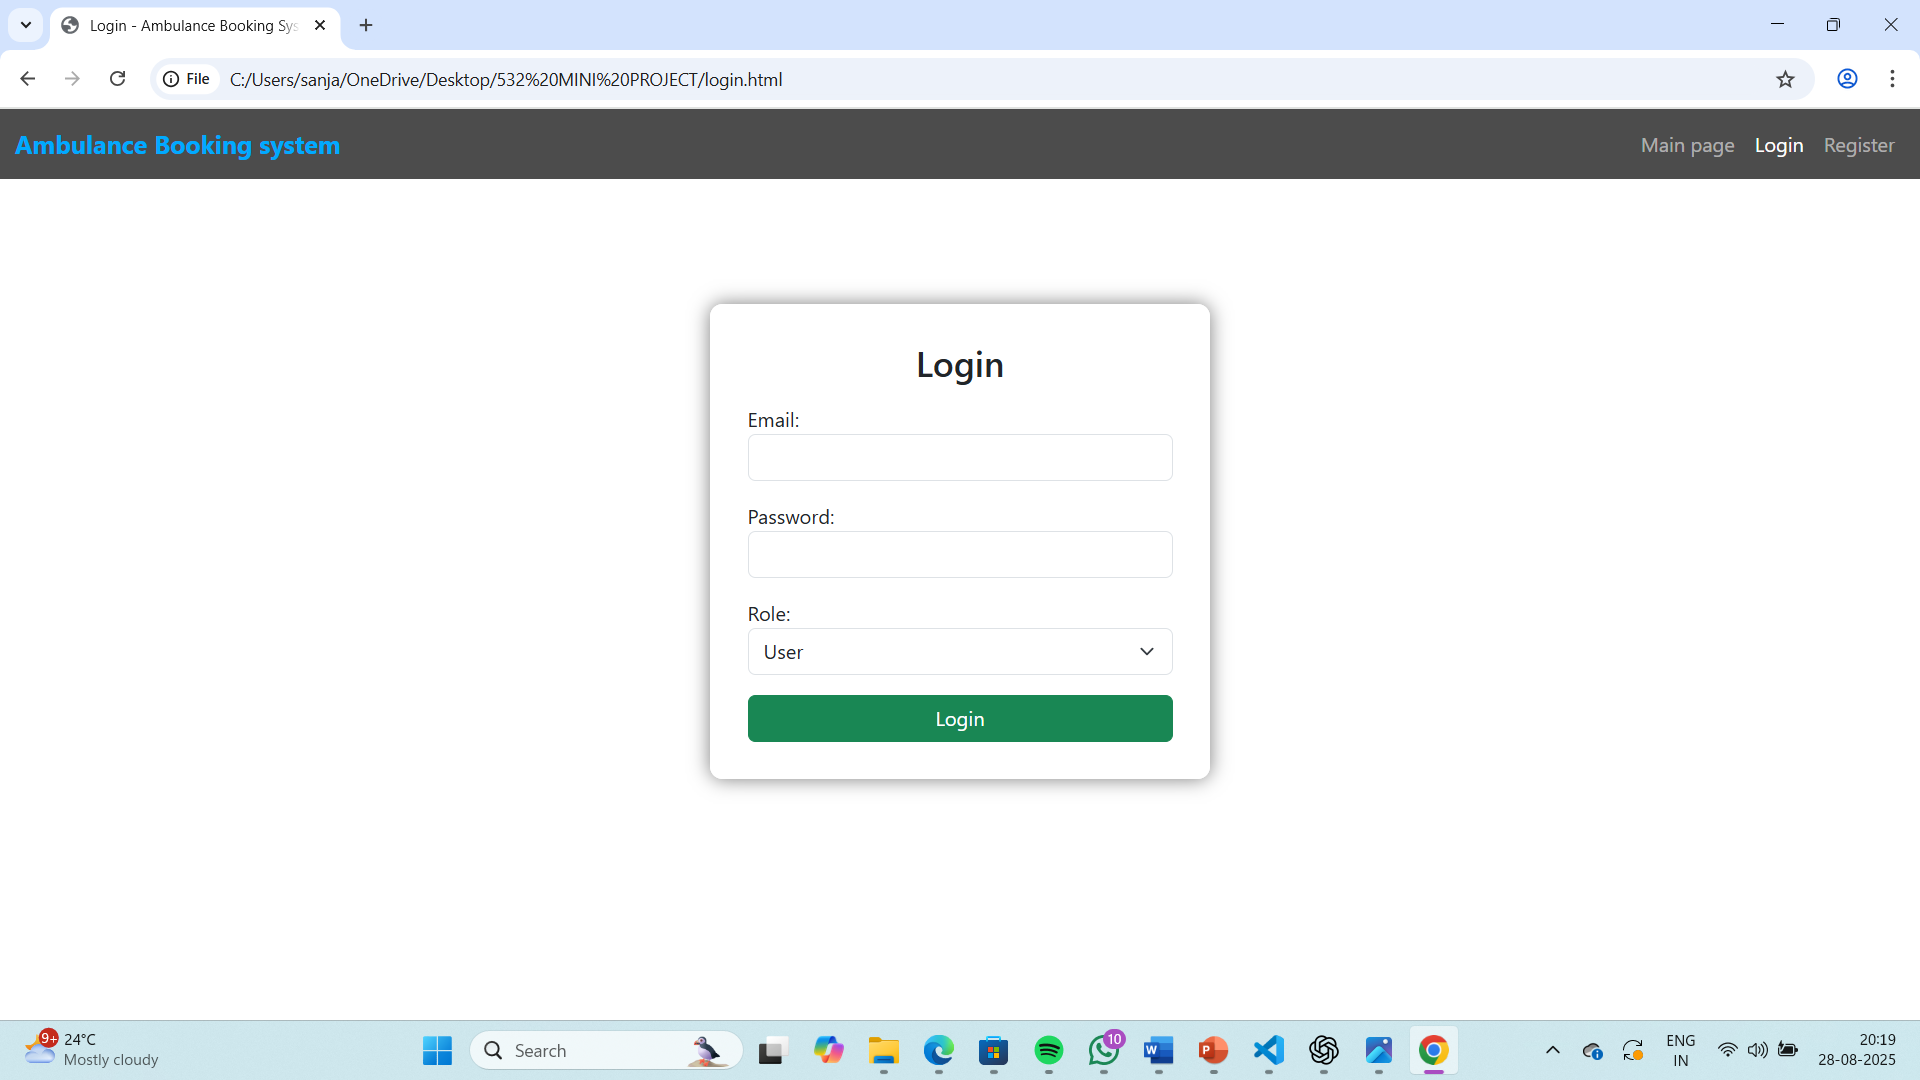 Login - Ambulance Booking Sys
File
C:/Users/sanja/OneDrive/Desktop/532%20MINI%20PROJECT/login.html
Ambulance Booking system
Main page
Login
Register
Login
Email:
Password:
Role:
User
Login
9+
24°C
Mostly cloudy
Search
10
W
P
ENG
IN
20:19
28-08-2025